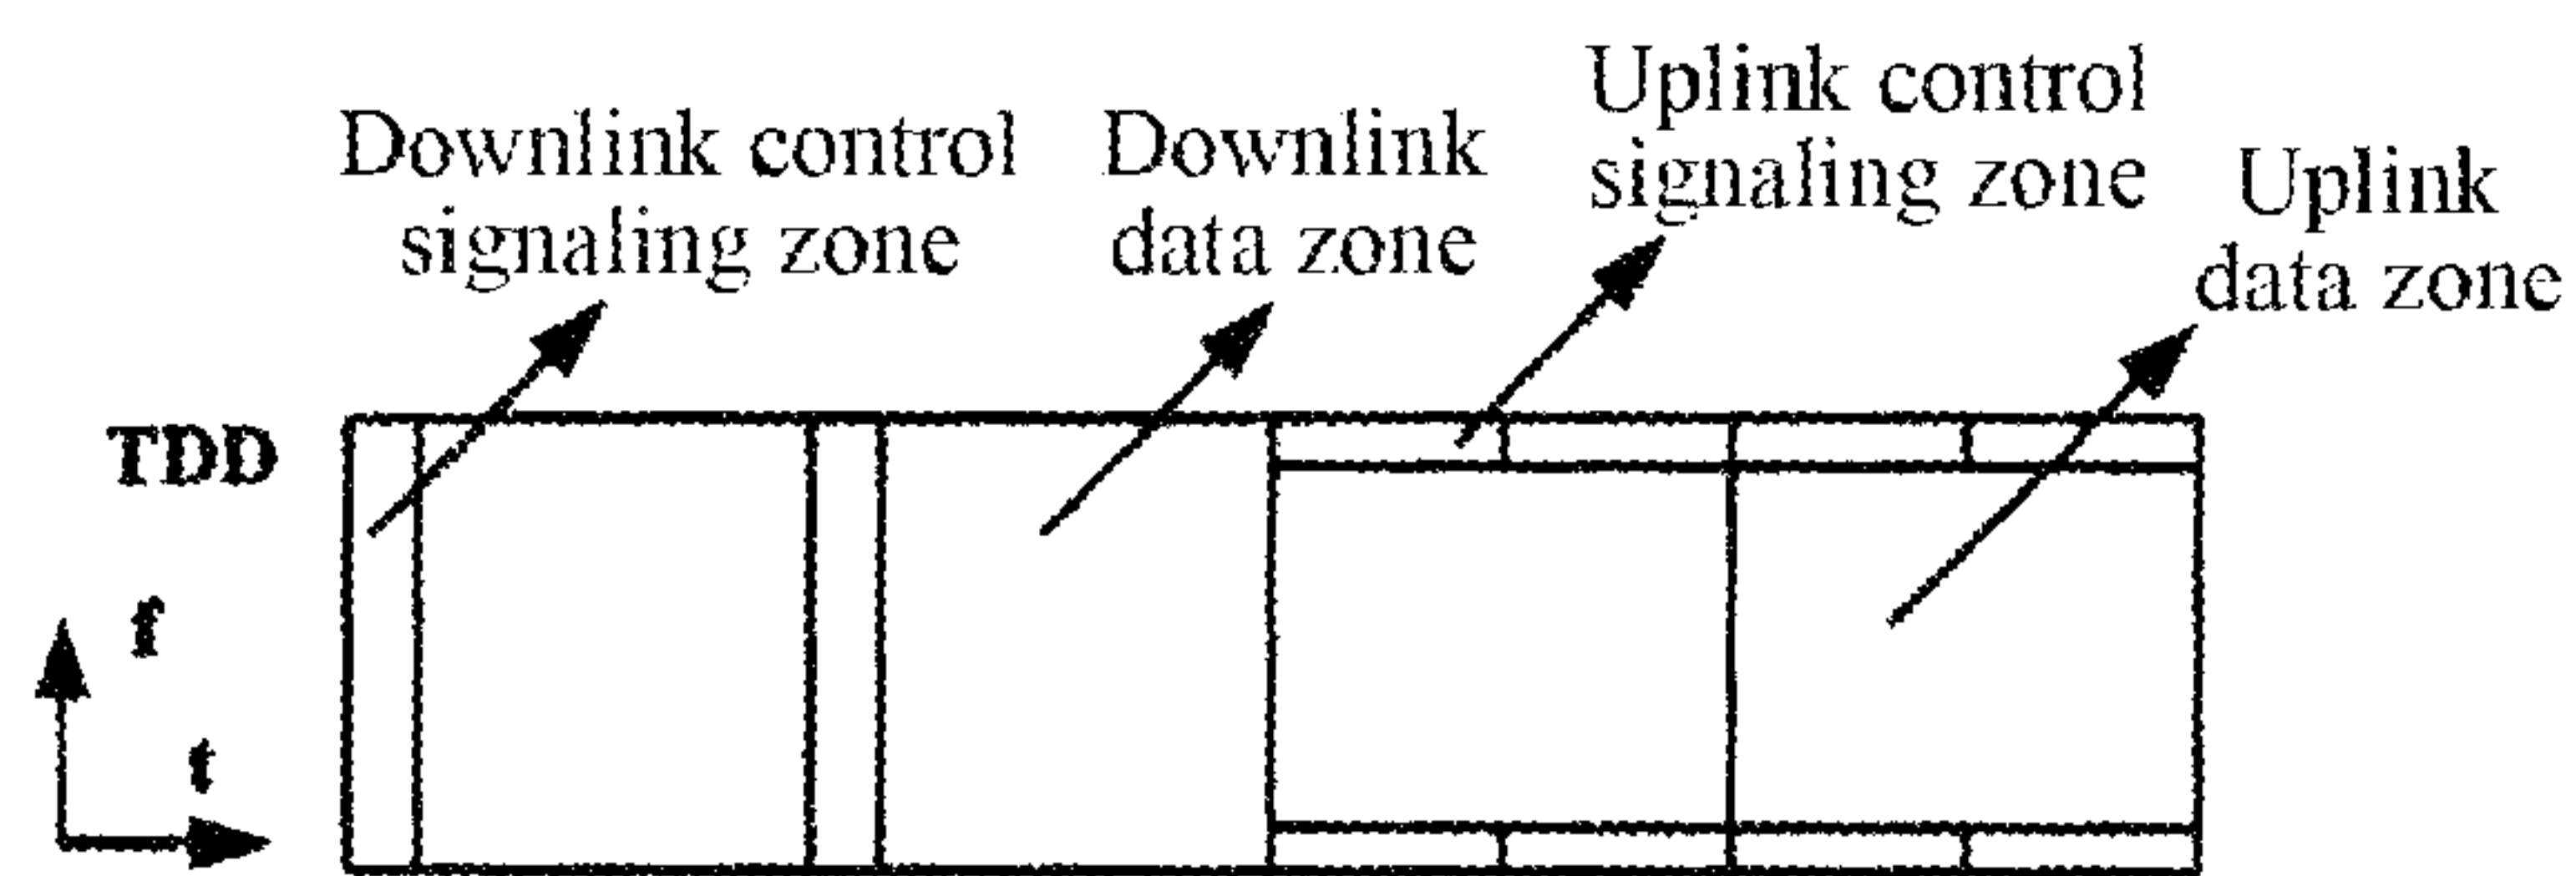 Downlink control
signaling zone
Downlink
data zone
Uplink control
signaling zone
Uplink
data zone
TDD
f
t